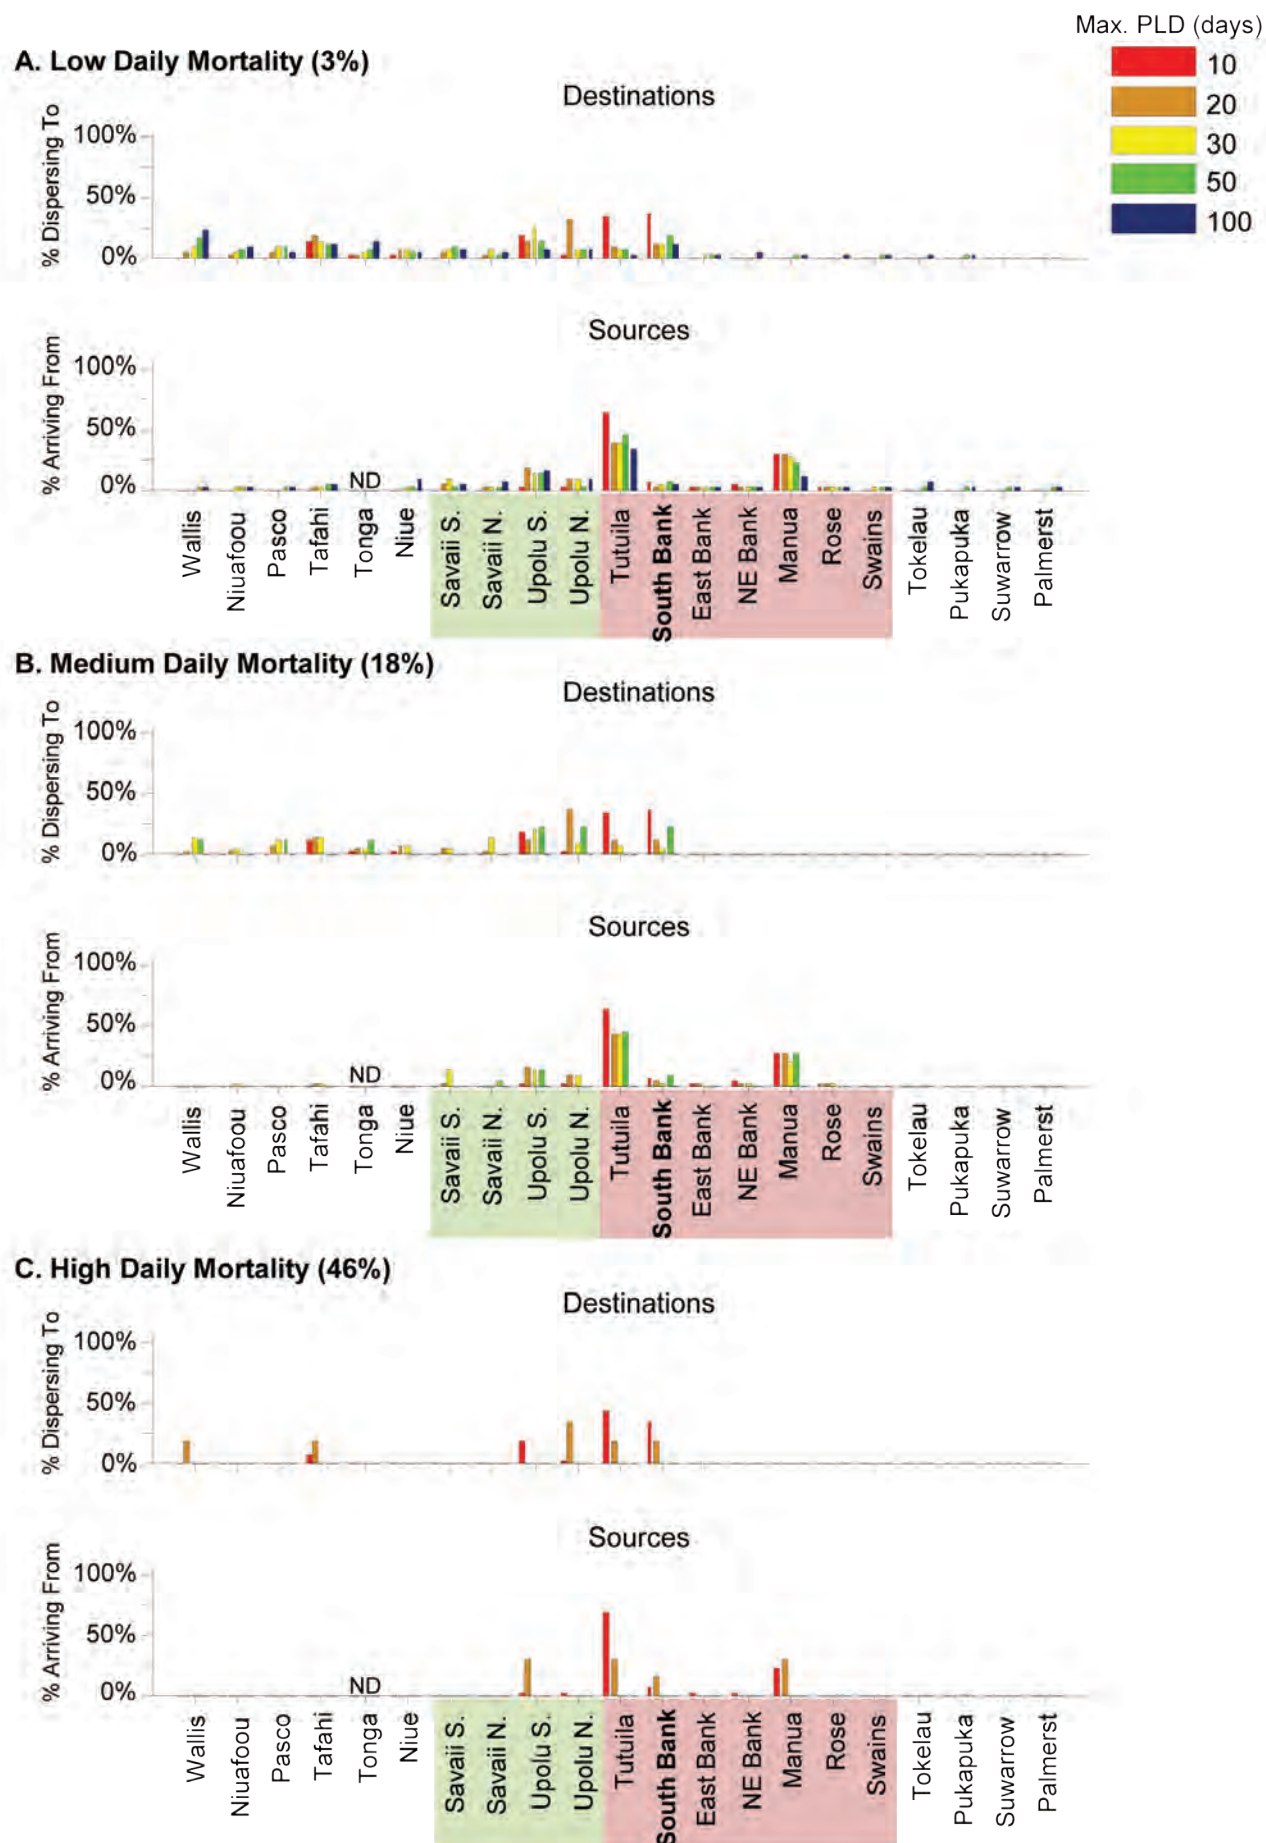 Max. PLD (days)
10
20
30
50
100
A. Low Daily Mortality (3%)
Destinations
% Dispersing To
100%
50%
0%
Sources
% Arriving From
100%
50%
0%
ND
Wallis
Niuafoou
Pasco
Tafahi
Tonga
Niue
Savaii S.
Savaii N.
Upolu S.
Upolu N.
Tutuila
South Bank
East Bank
NE Bank
Manua
Rose
Swains
Tokelau
Pukapuka
Suwarrow
Palmerst
B. Medium Daily Mortality (18%)
Destinations
% Dispersing To
100%
50%
0%
Sources
% Arriving From
100%
50%
0%
ND
Wallis
Niuafoou
Pasco
Tafahi
Tonga
Niue
Savaii S.
Savaii N.
Upolu S.
Upolu N.
Tutuila
South Bank
East Bank
NE Bank
Manua
Rose
Swains
Tokelau
Pukapuka
Suwarrow
Palmerst
C. High Daily Mortality (46%)
Destinations
% Dispersing To
100%
50%
0%
Sources
% Arriving From
100%
50%
0%
ND
Wallis
Niuafoou
Pasco
Tafahi
Tonga
Niue
Savaii S.
Savaii N.
Upolu S.
Upolu N.
Tutuila
South Bank
East Bank
NE Bank
Manua
Rose
Swains
Tokelau
Pukapuka
Suwarrow
Palmerst